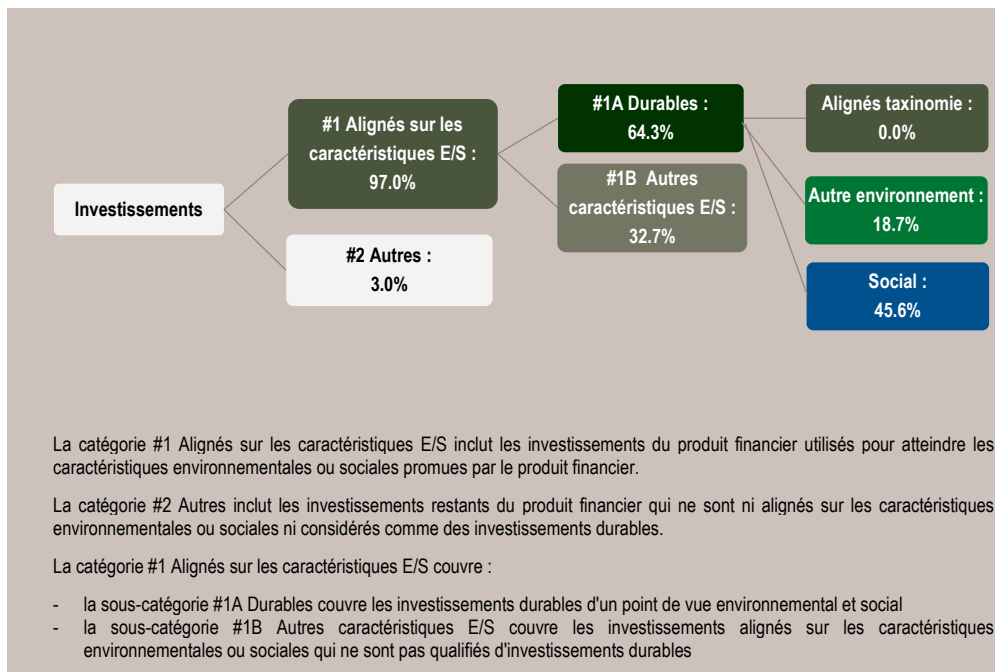 Investissements
#1 Alignés sur les
caractéristiques E/S :
97.0%
#2 Autres :
3.0%
#1A Durables :
64.3%
#1B Autres
caractéristiques E/S :
32.7%
Alignés taxinomie :
0.0%
Autre environnement :
18.7%
Social :
45.6%
La catégorie #1 Alignés sur les caractéristiques E/S inclut les investissements du produit financier utilisés pour atteindre les
caractéristiques environnementales ou sociales promues par le produit financier.
La catégorie #2 Autres inclut les investissements restants du produit financier qui ne sont ni alignés sur les caractéristiques
environnementales ou sociales ni considérés comme des investissements durables.
La catégorie #1 Alignés sur les caractéristiques E/S couvre :
- la sous-catégorie #1A Durables couvre les investissements durables d'un point de vue environnemental et social
- la sous-catégorie #1B Autres caractéristiques E/S couvre les investissements alignés sur les caractéristiques
environnementales ou sociales qui ne sont pas qualifiés d'investissements durables